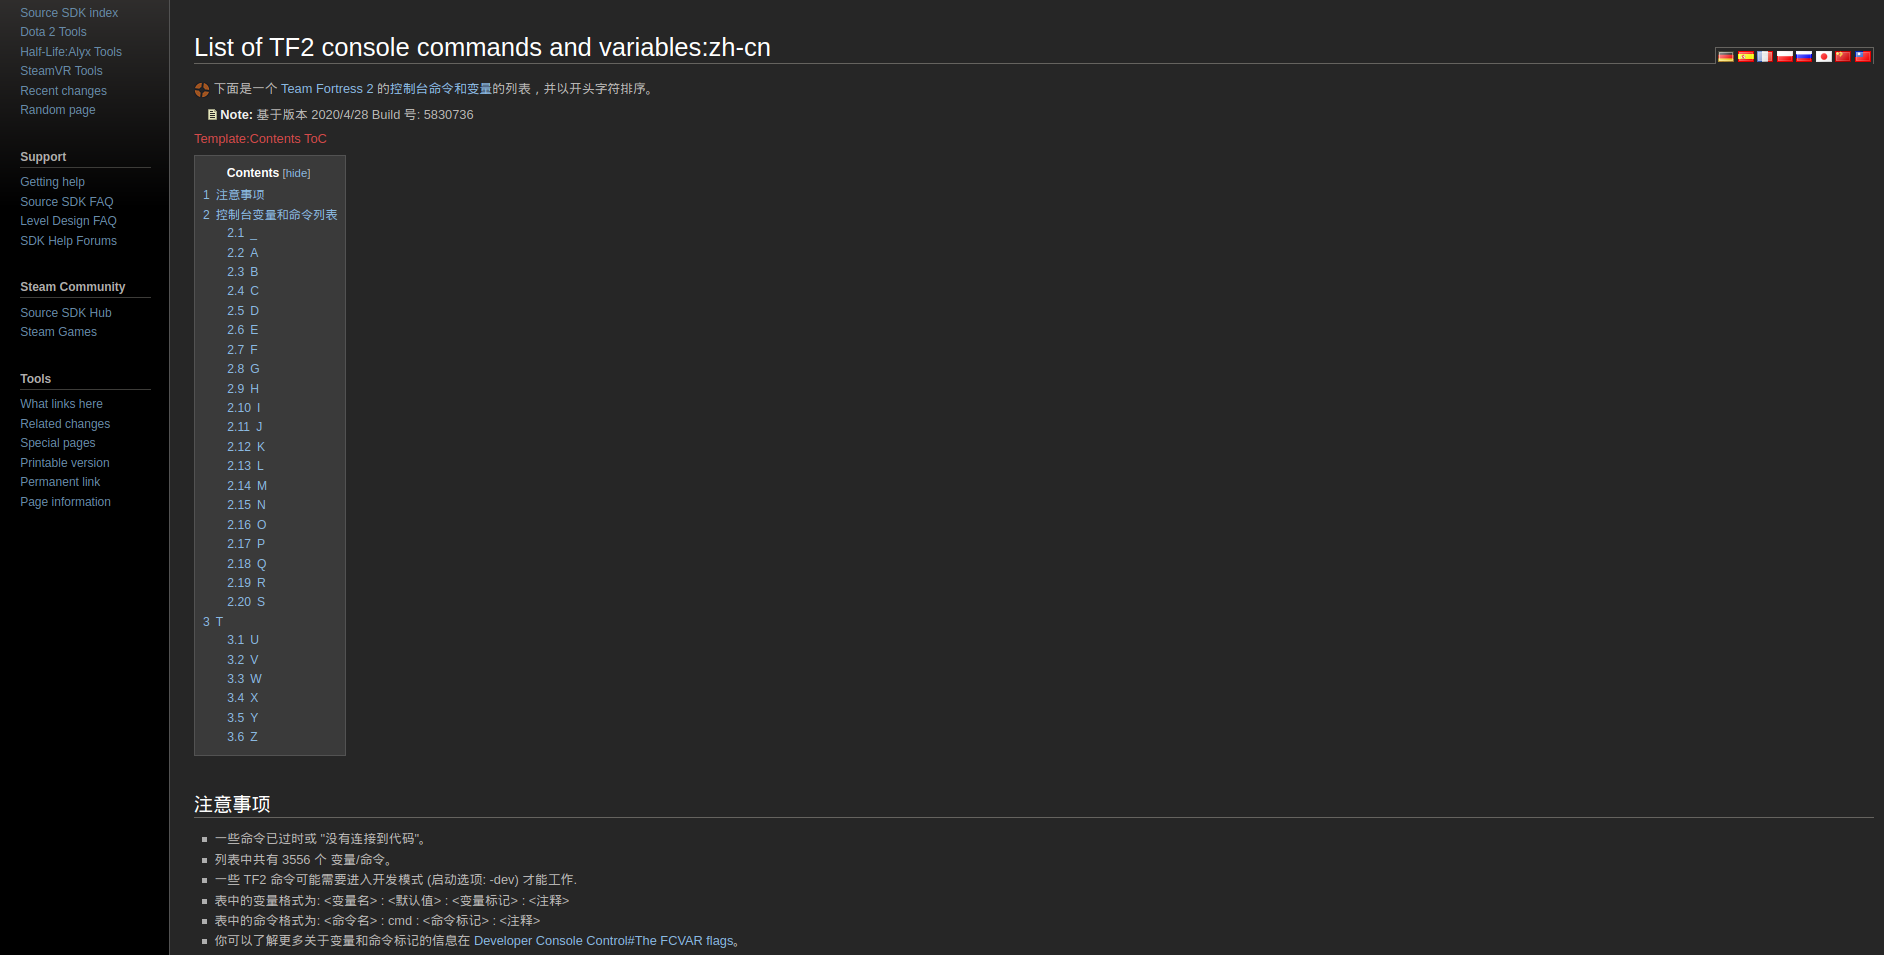 Source SDK index
Dota 2 Tools
Half-Life:Alyx Tools
SteamVR Tools
Recent changes
Random page
Support
Getting help
Source SDK FAQ
Level Design FAQ
SDK Help Forums
Steam Community
Source SDK Hub
Steam Games
Tools
What links here
Related changes
Special pages
Printable version
Permanent link
Page information
List of TF2 console commands and variables:zh-cn
下面是一个 Team Fortress 2 的控制台命令和变量的列表，并以开头字符排序。
Note: 基于版本 2020/4/28 Build 号: 5830736
Template:Contents ToC
Contents [hide]
1 注意事项
2 控制台变量和命令列表
2.1 _
2.2 A
2.3 B
2.4 C
2.5 D
2.6 E
2.7 F
2.8 G
2.9 H
2.10 I
2.11 J
2.12 K
2.13 L
2.14 M
2.15 N
2.16 O
2.17 P
2.18 Q
2.19 R
2.20 S
3 T
3.1 U
3.2 V
3.3 W
3.4 X
3.5 Y
3.6 Z
注意事项
一些命令已过时或 "没有连接到代码"。
列表中共有 3556 个 变量/命令。
一些 TF2 命令可能需要进入开发模式 (启动选项: -dev) 才能工作.
表中的变量格式为: <变量名> : <默认值> : <变量标记> : <注释>
表中的命令格式为: <命令名> : cmd : <命令标记> : <注释>
你可以了解更多关于变量和命令标记的信息在 Developer Console Control#The FCVAR flags。